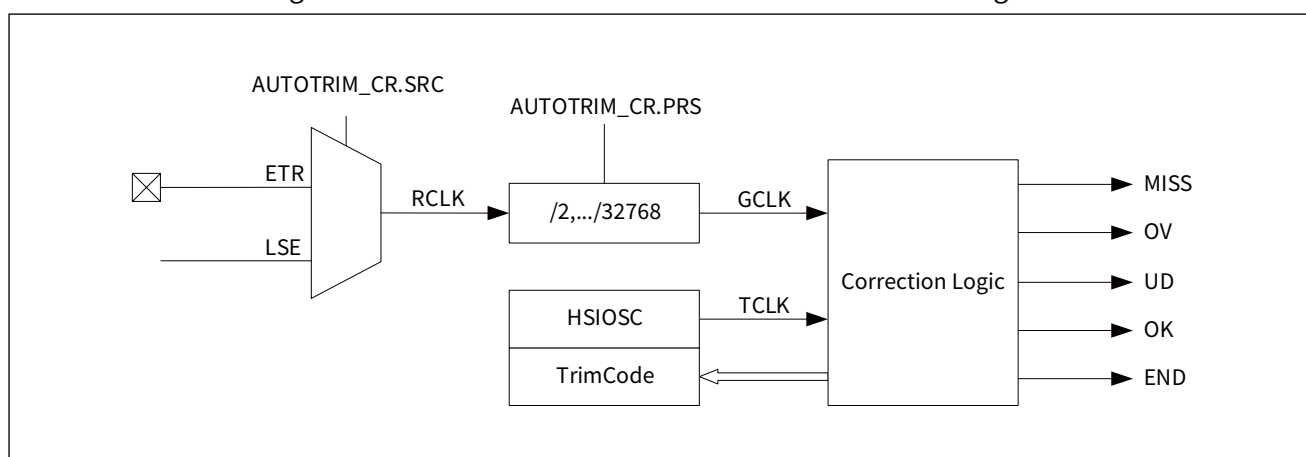 AUTOTRIM_CR.SRC
AUTOTRIM_CR.PRS
ETR
RCLK
/2,.../32768
GCLK
LSE
HSIOSC
TCLK
TrimCode
Correction Logic
MISS
OV
UD
OK
END